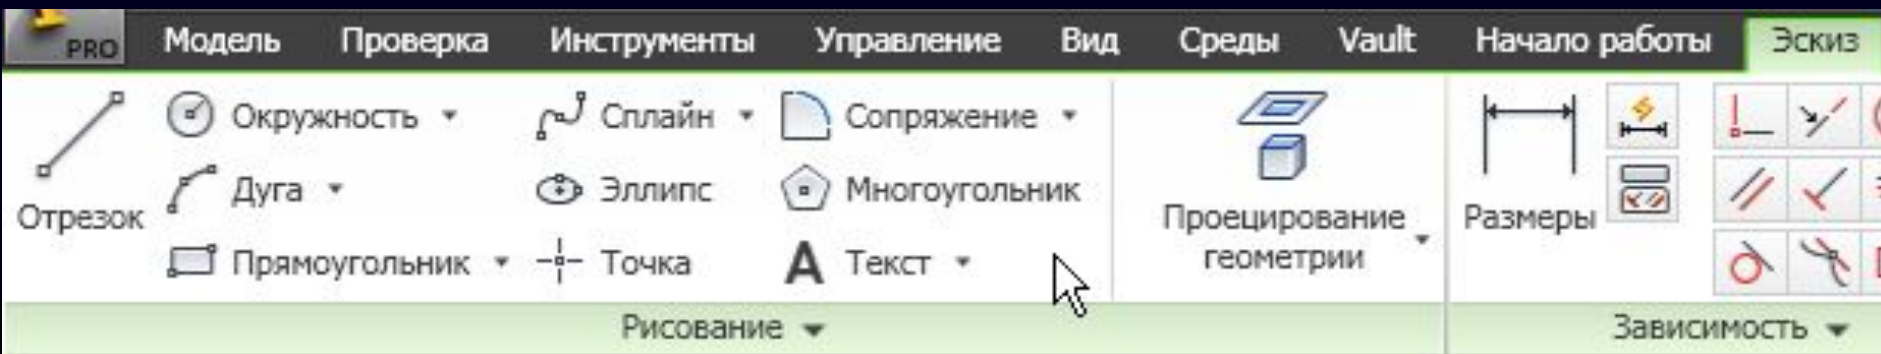 PRO Модель Проверка Инструменты Управление Вид Среды Vault Начало работы Эскиз
Окружность Сплайн Сопряжение
Дуга Эллипс Многоугольник
Отрезок Проецирование Размеры
Прямоугольник Точка A Текст геометрии
Рисование Зависимость